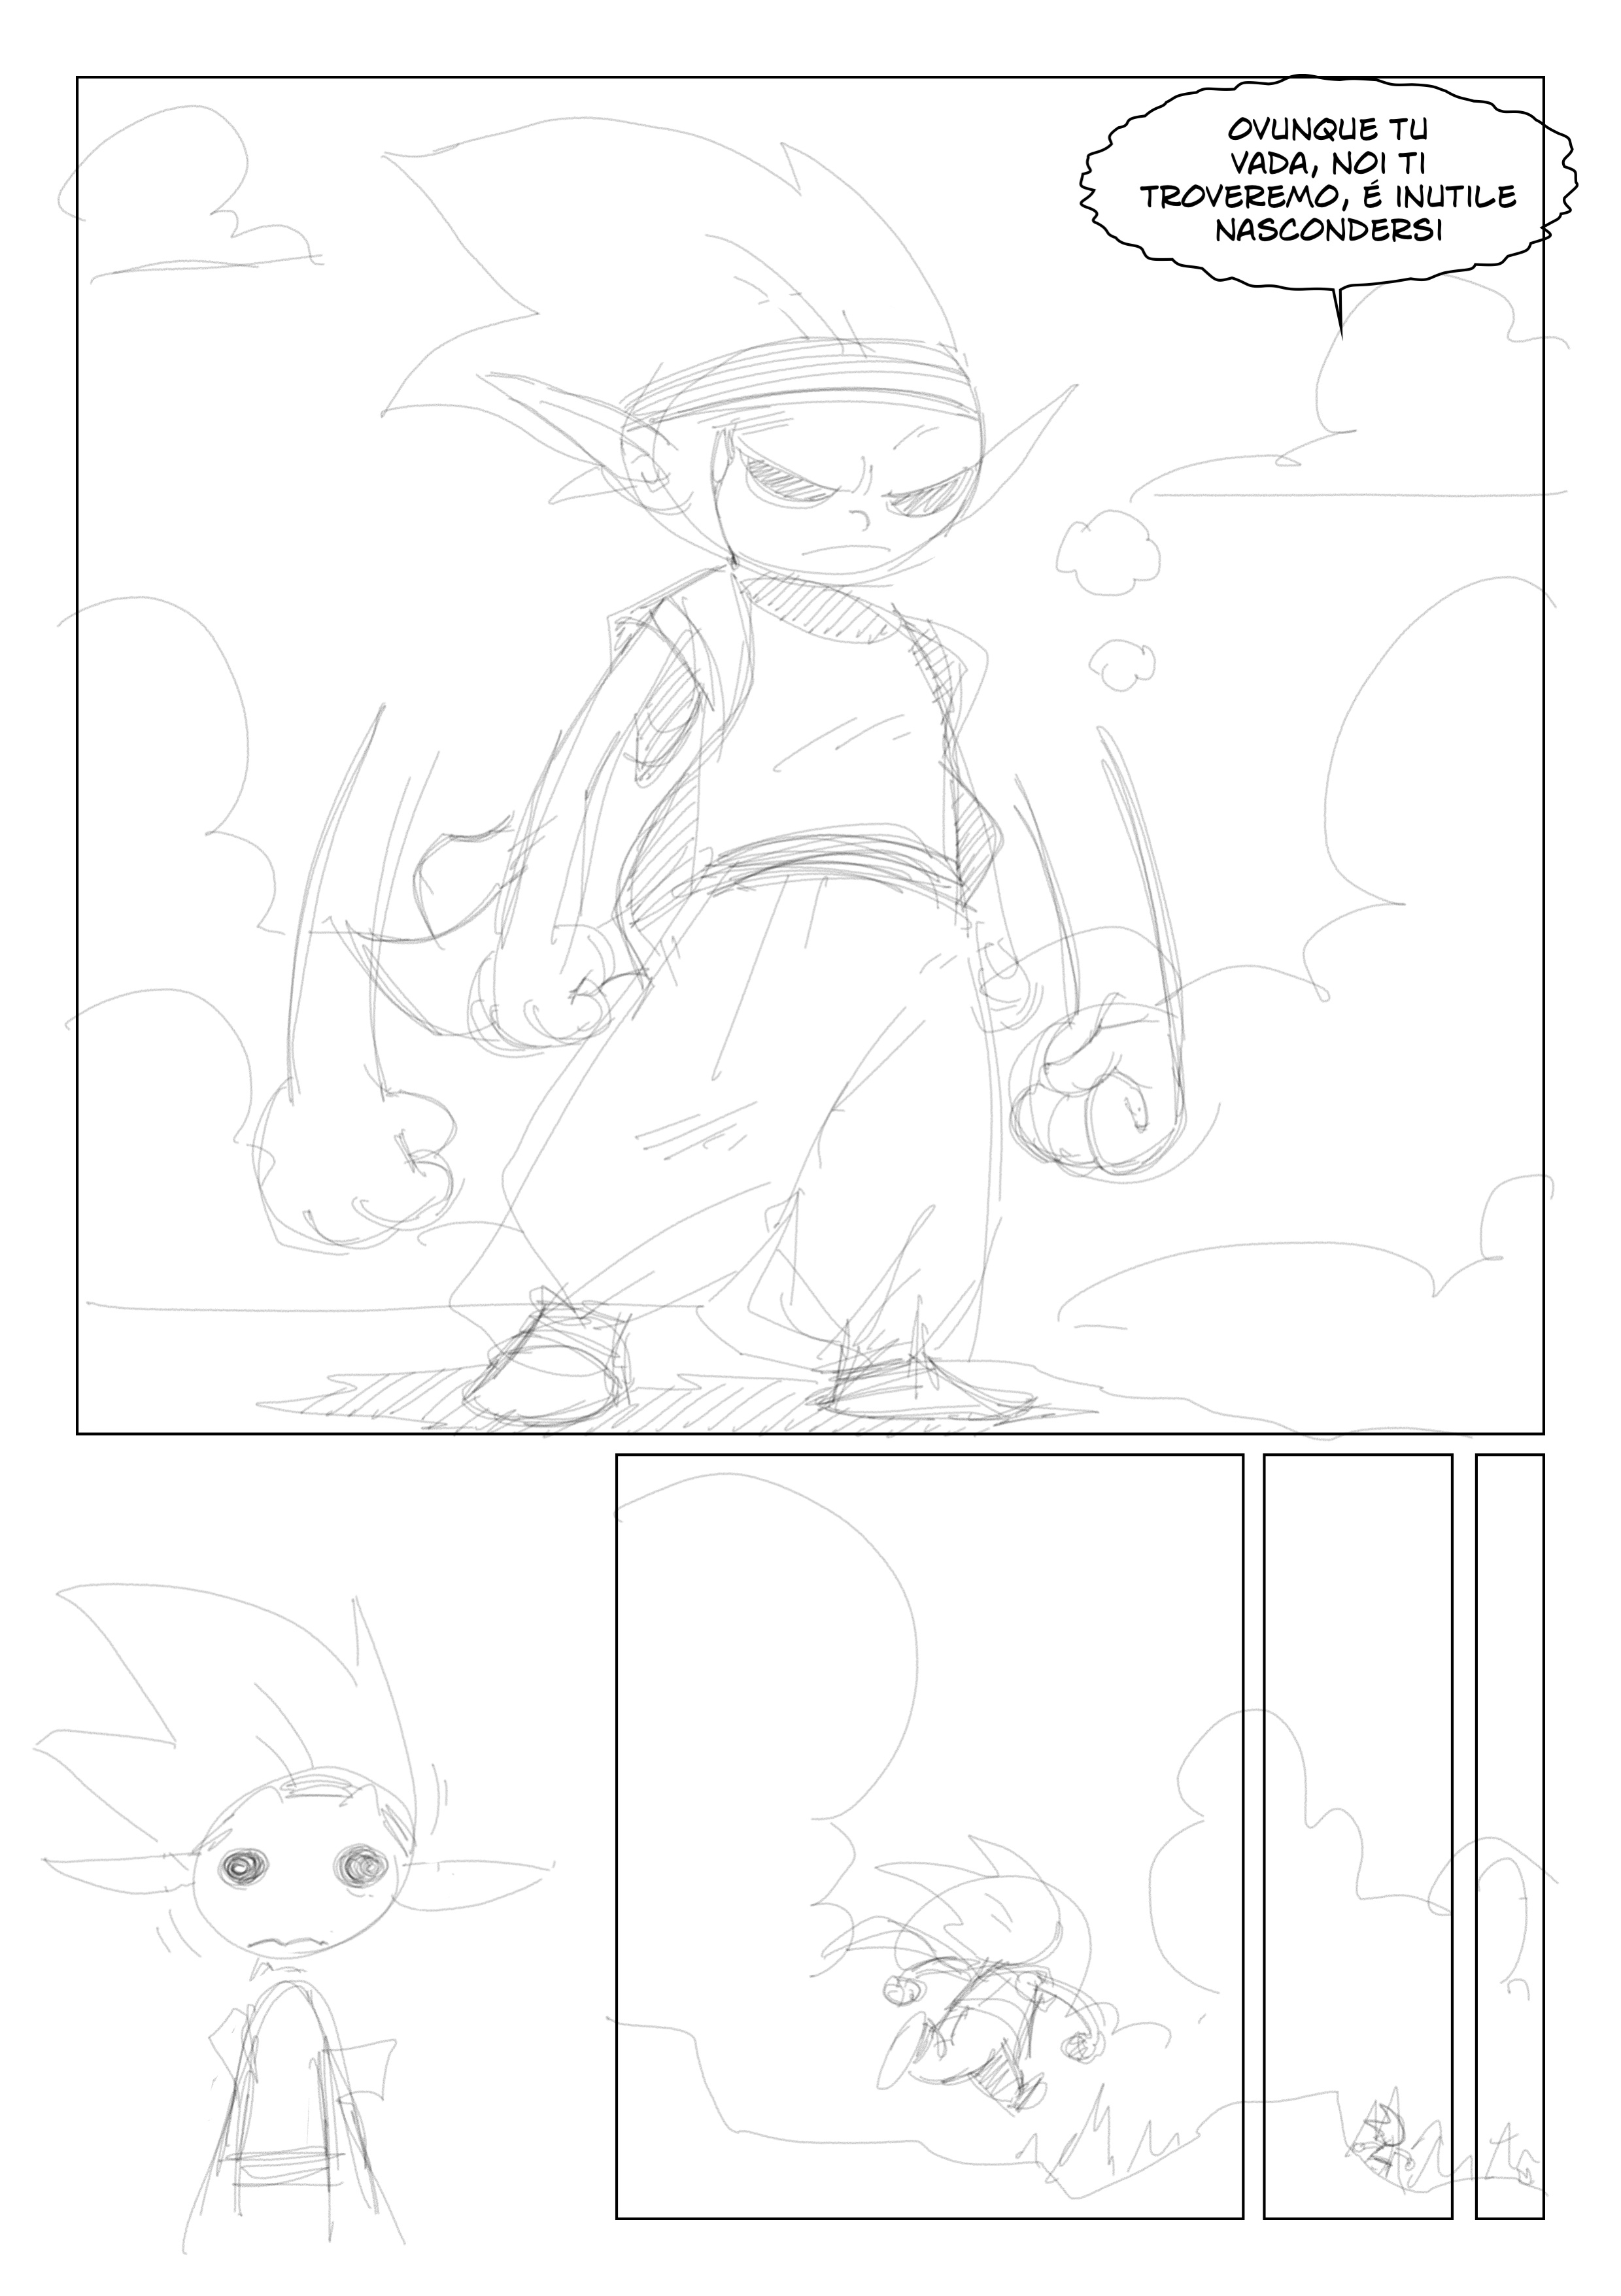 OVUNQUE TU
VADA, NOI TI
TROVEREMO, É INUTILE
NASCONDERSI